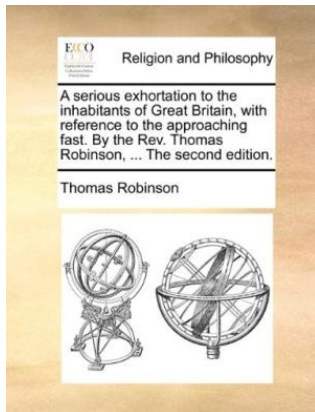 ECCO
Religion and Philosophy
A serious exhortation to the
inhabitants of Great Britain, with
reference to the approaching
fast. By the Rev. Thomas
Robinson, ... The second edition.
Thomas Robinson